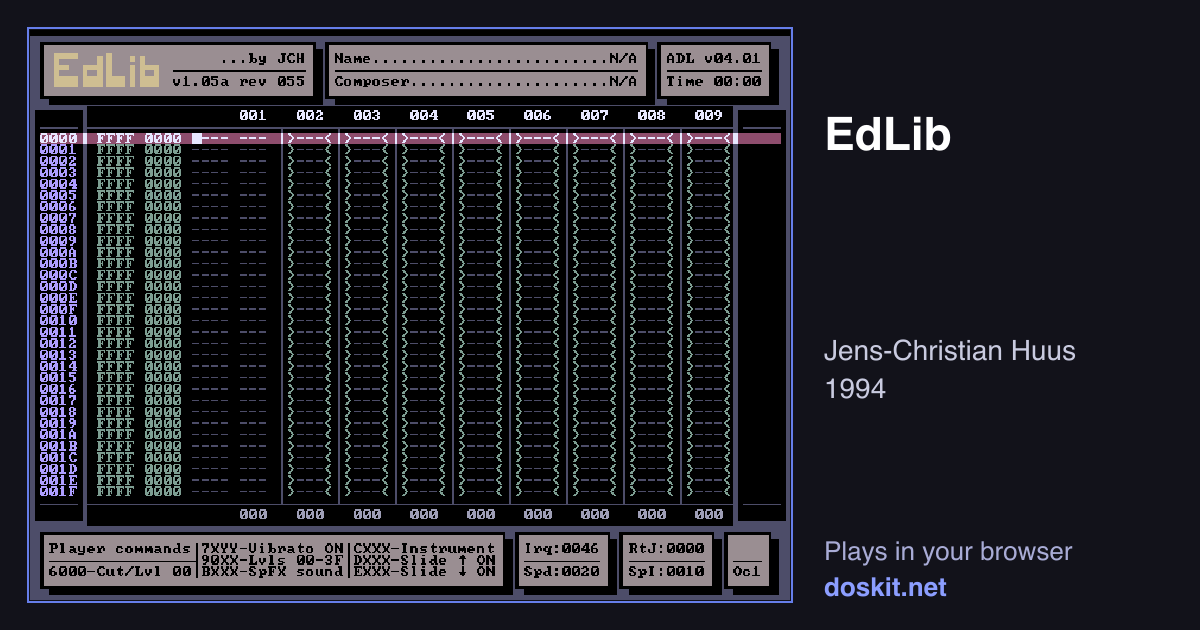 EdLib
...by JCH
v1.05a rev 055
Name.........................N/A
Composer.....................N/A
ADL v04.01
Time 00:00
001 002 003 004 005 006 007 008 009
0000 FFFF 0000
0001 FFFF 0000
0002 FFFF 0000
0003 FFFF 0000
0004 FFFF 0000
0005 FFFF 0000
0006 FFFF 0000
0007 FFFF 0000
0008 FFFF 0000
0009 FFFF 0000
000A FFFF 0000
000B FFFF 0000
000C FFFF 0000
000D FFFF 0000
000E FFFF 0000
000F FFFF 0000
0010 FFFF 0000
0011 FFFF 0000
0012 FFFF 0000
0013 FFFF 0000
0014 FFFF 0000
0015 FFFF 0000
0016 FFFF 0000
0017 FFFF 0000
0018 FFFF 0000
0019 FFFF 0000
001A FFFF 0000
001B FFFF 0000
001C FFFF 0000
001D FFFF 0000
001E FFFF 0000
001F FFFF 0000
000 000 000 000 000 000 000 000 000
Player commands|7XYY-Vibrato ON|CXXX-Instrument
90XX-Lvls 00-3F|DXXX-Slide ↑ ON
6000-Cut/Lvl 00|BXXX-SpFX sound|EXXX-Slide ↓ ON
Irq:0046
Spd:0020
RtJ:0000
SpI:0010
Oct
EdLib
Jens-Christian Huus
1994
Plays in your browser
doskit.net